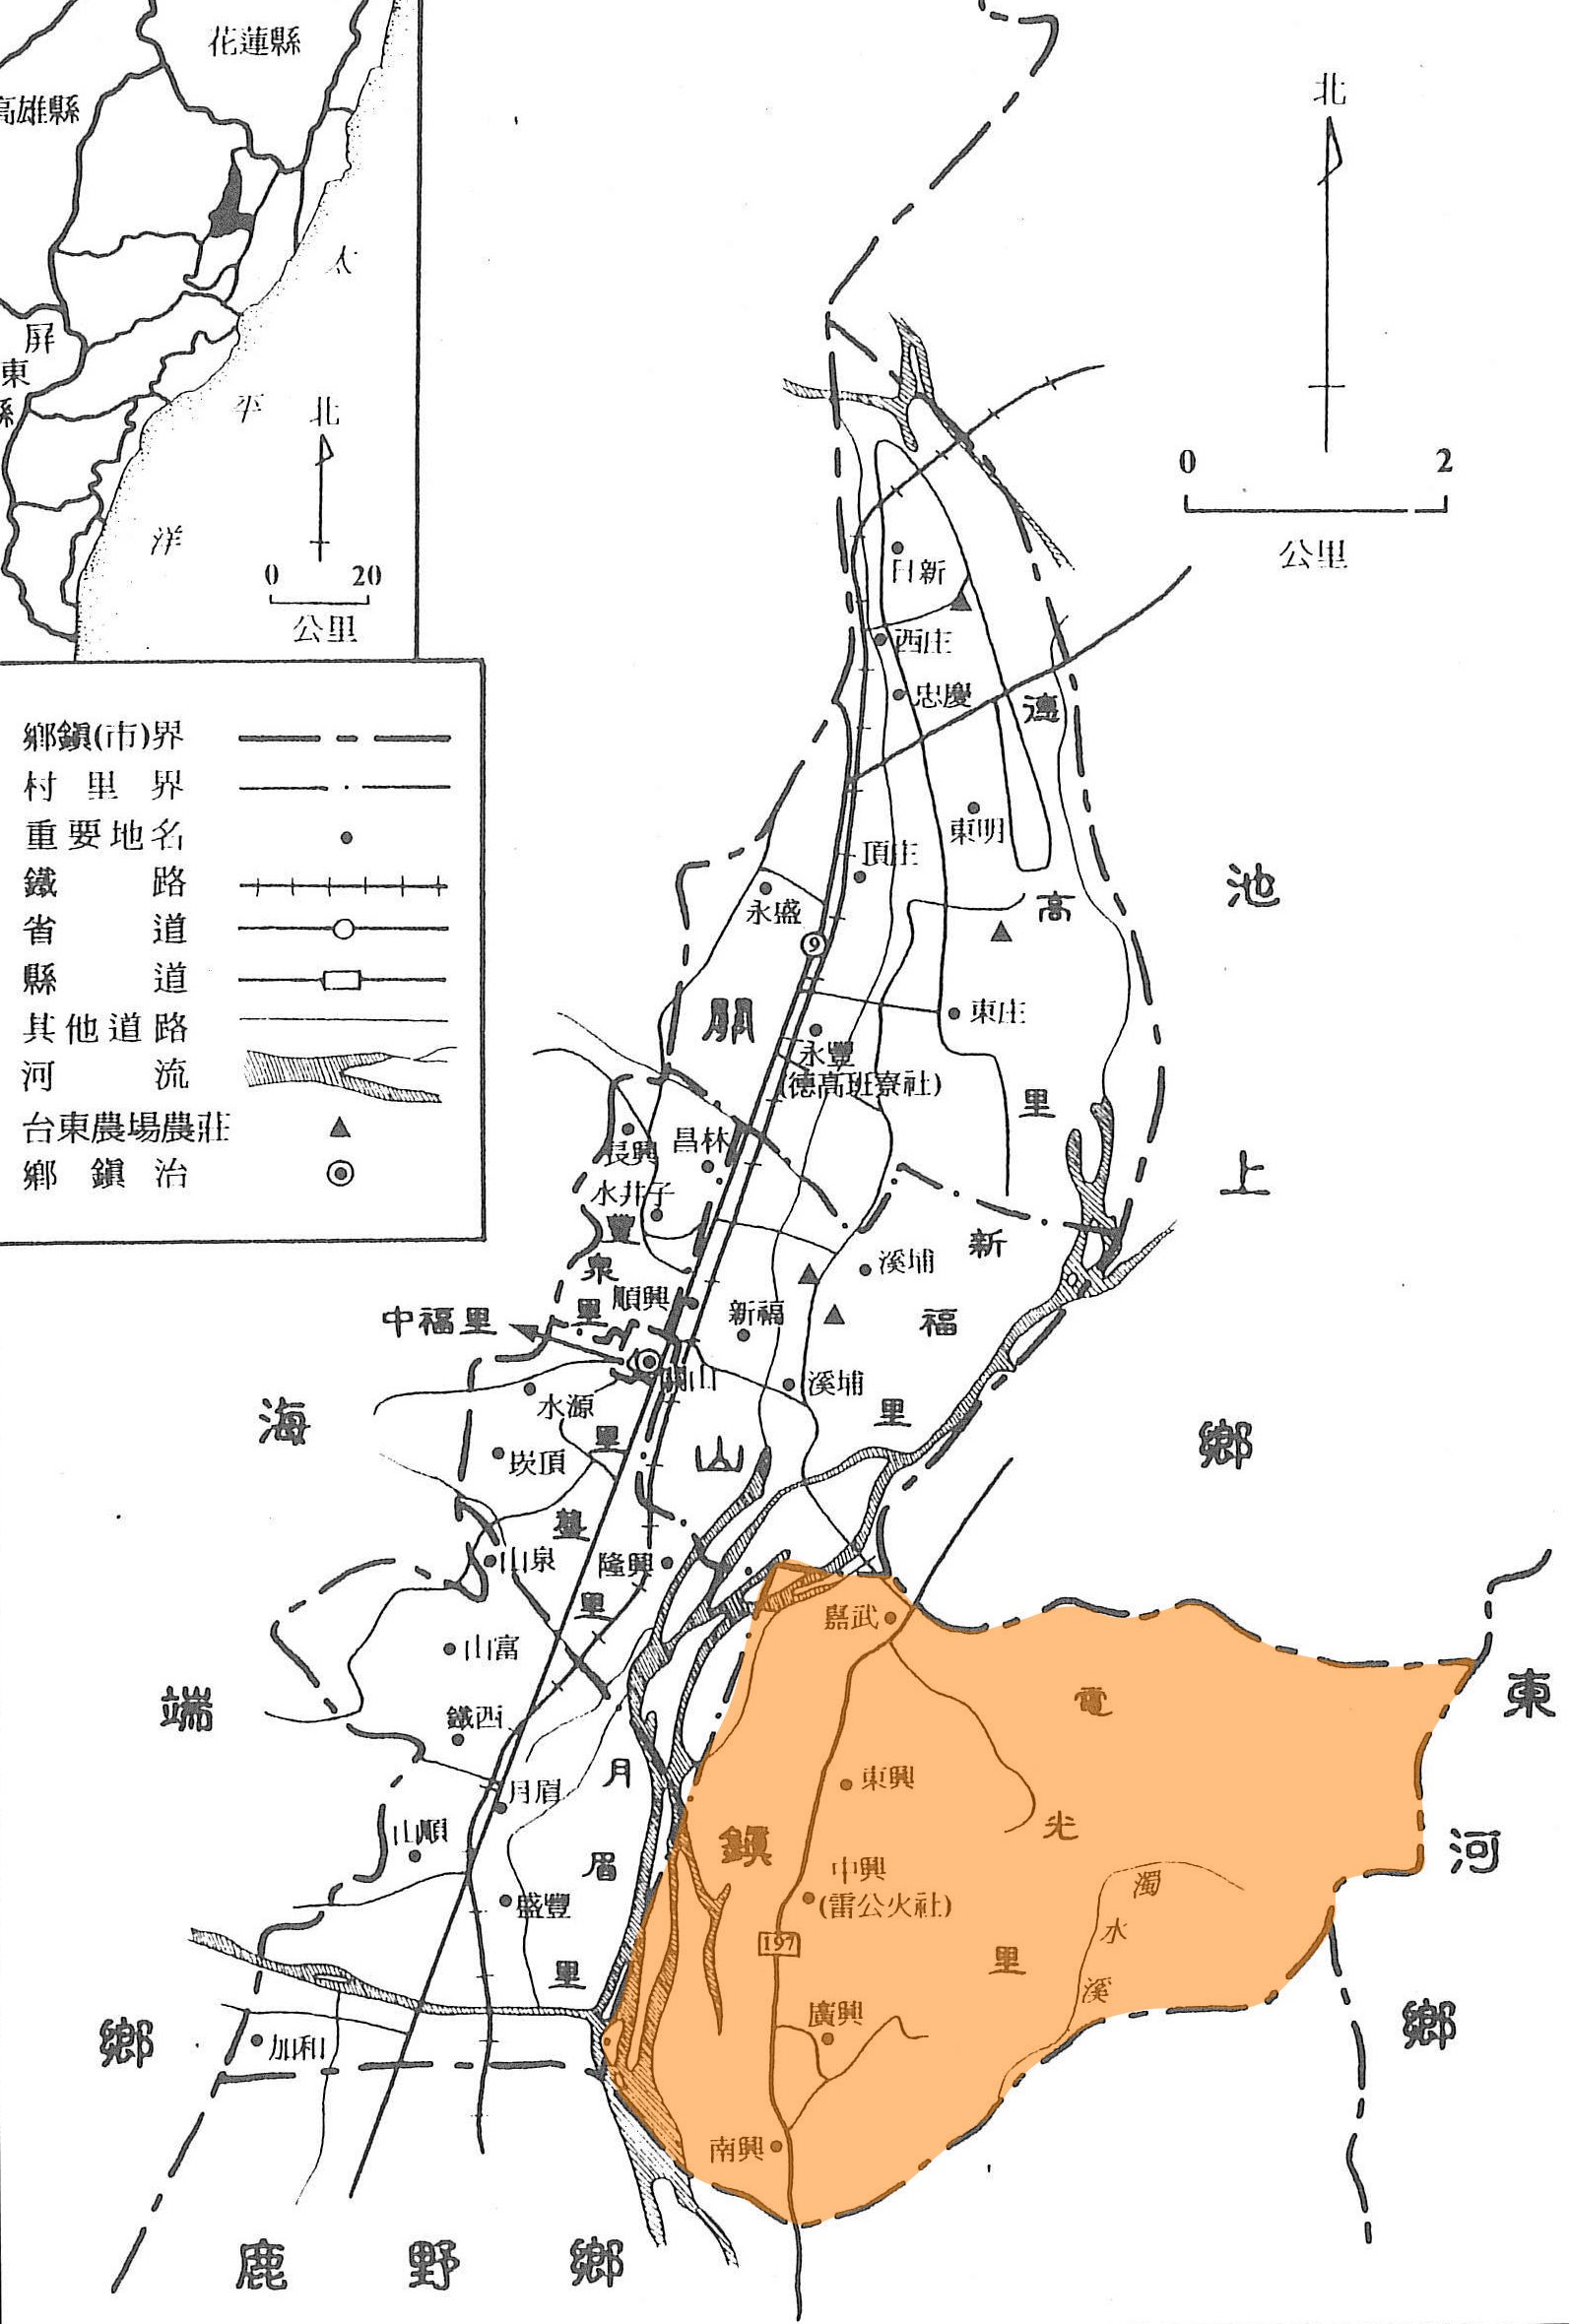 花蓮縣
高雄縣
屏
東
縣
太
平
洋
北
0 20
公里
北
0 2
公里
鄉鎮(市)界
村里界
重要地名
鐵路
省道
縣道
其他道路
河流
台東農場農莊
鄉鎮治
日新
西庄
忠慶
德
東明
頂庄
永盛
高
9
關
東庄
永豐
(德高班寮社)
里
長興
昌林
水井子
豐
泉
里
新
溪埔
順興
新福
福
中福里
關山
溪埔
水源
里
里
崁頂
山
豐
山泉
隆興
里
嘉武
山富
電
鐵西
月
東興
月眉
光
山順
鎮
眉
中興
(雷公火社)
濁
水
溪
盛豐
197
里
里
廣興
加和
南興
池
上
鄉
海
端
鄉
東
河
鄉
鹿野鄉